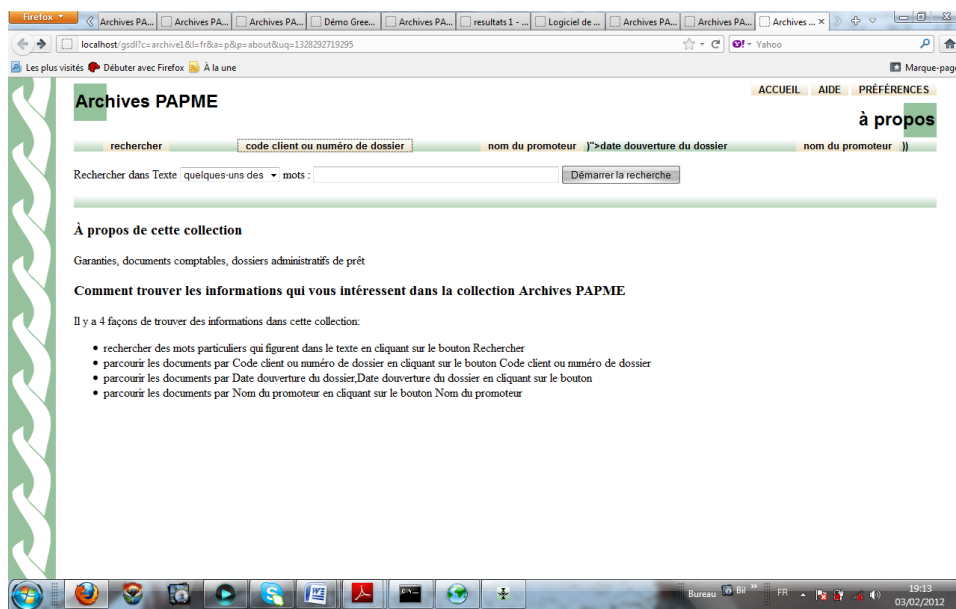 Firefox
Archives PA... Archives PA... Archives PA... Démo Gree... Archives PA... resultats 1 - ... Logiciel de ... Archives PA... Archives PA... Archives ... ×
localhost/gsdl?c=archive1&l=fr&a=p&p=about&uq=1328292719295 Yahoo
Les plus visités Débuter avec Firefox À la une Marque-page
ACCUEIL AIDE PRÉFÉRENCES
Archives PAPME
à propos
rechercher code client ou numéro de dossier nom du promoteur )">date douverture du dossier nom du promoteur ))
Rechercher dans Texte quelques-uns des mots : Démarrer la recherche
À propos de cette collection
Garanties, documents comptables, dossiers administratifs de prêt
Comment trouver les informations qui vous intéressent dans la collection Archives PAPME
Il y a 4 façons de trouver des informations dans cette collection:
rechercher des mots particuliers qui figurent dans le texte en cliquant sur le bouton Rechercher
parcourir les documents par Code client ou numéro de dossier en cliquant sur le bouton Code client ou numéro de dossier
parcourir les documents par Date douverture du dossier,Date douverture du dossier en cliquant sur le bouton
parcourir les documents par Nom du promoteur en cliquant sur le bouton Nom du promoteur
Bureau Bil » FR 19:13
03/02/2012